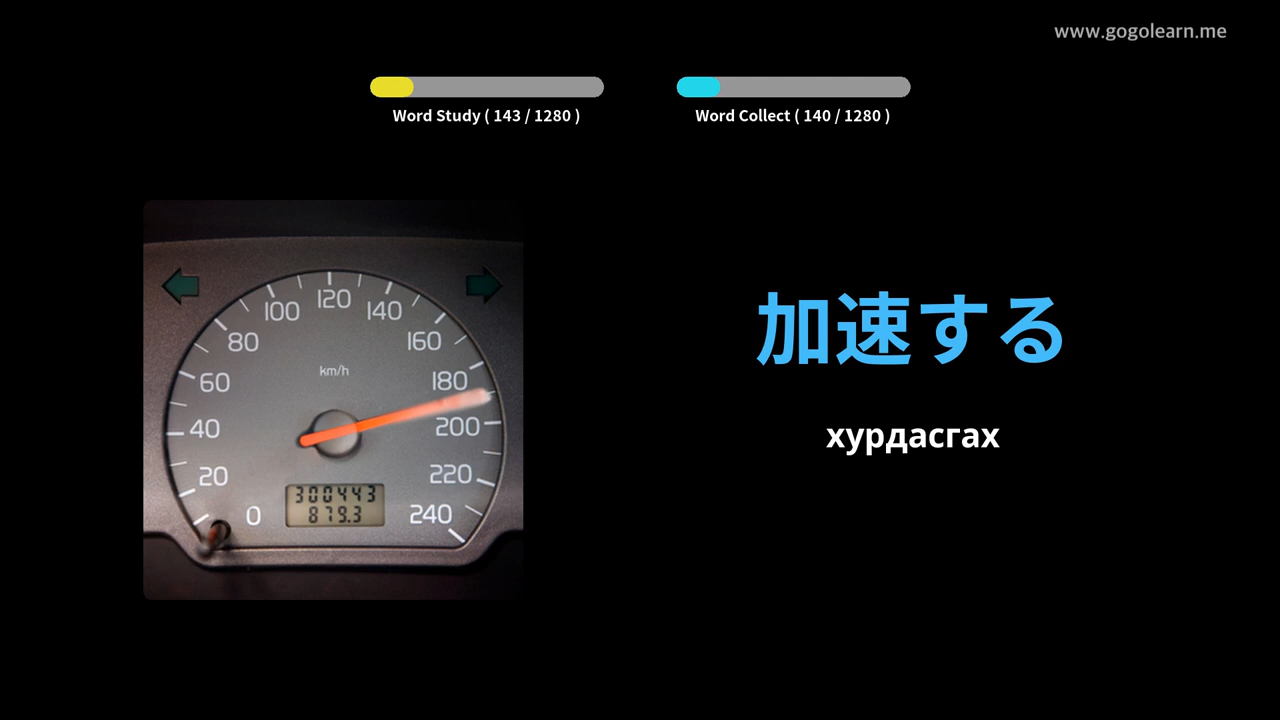 www.gogolearn.me
Word Study ( 143 / 1280 )
Word Collect ( 140 / 1280 )
100
120
140
80
160
km/h
60
180
40
200
20
220
300443
0
879.3
240
加速する
хурдасгах